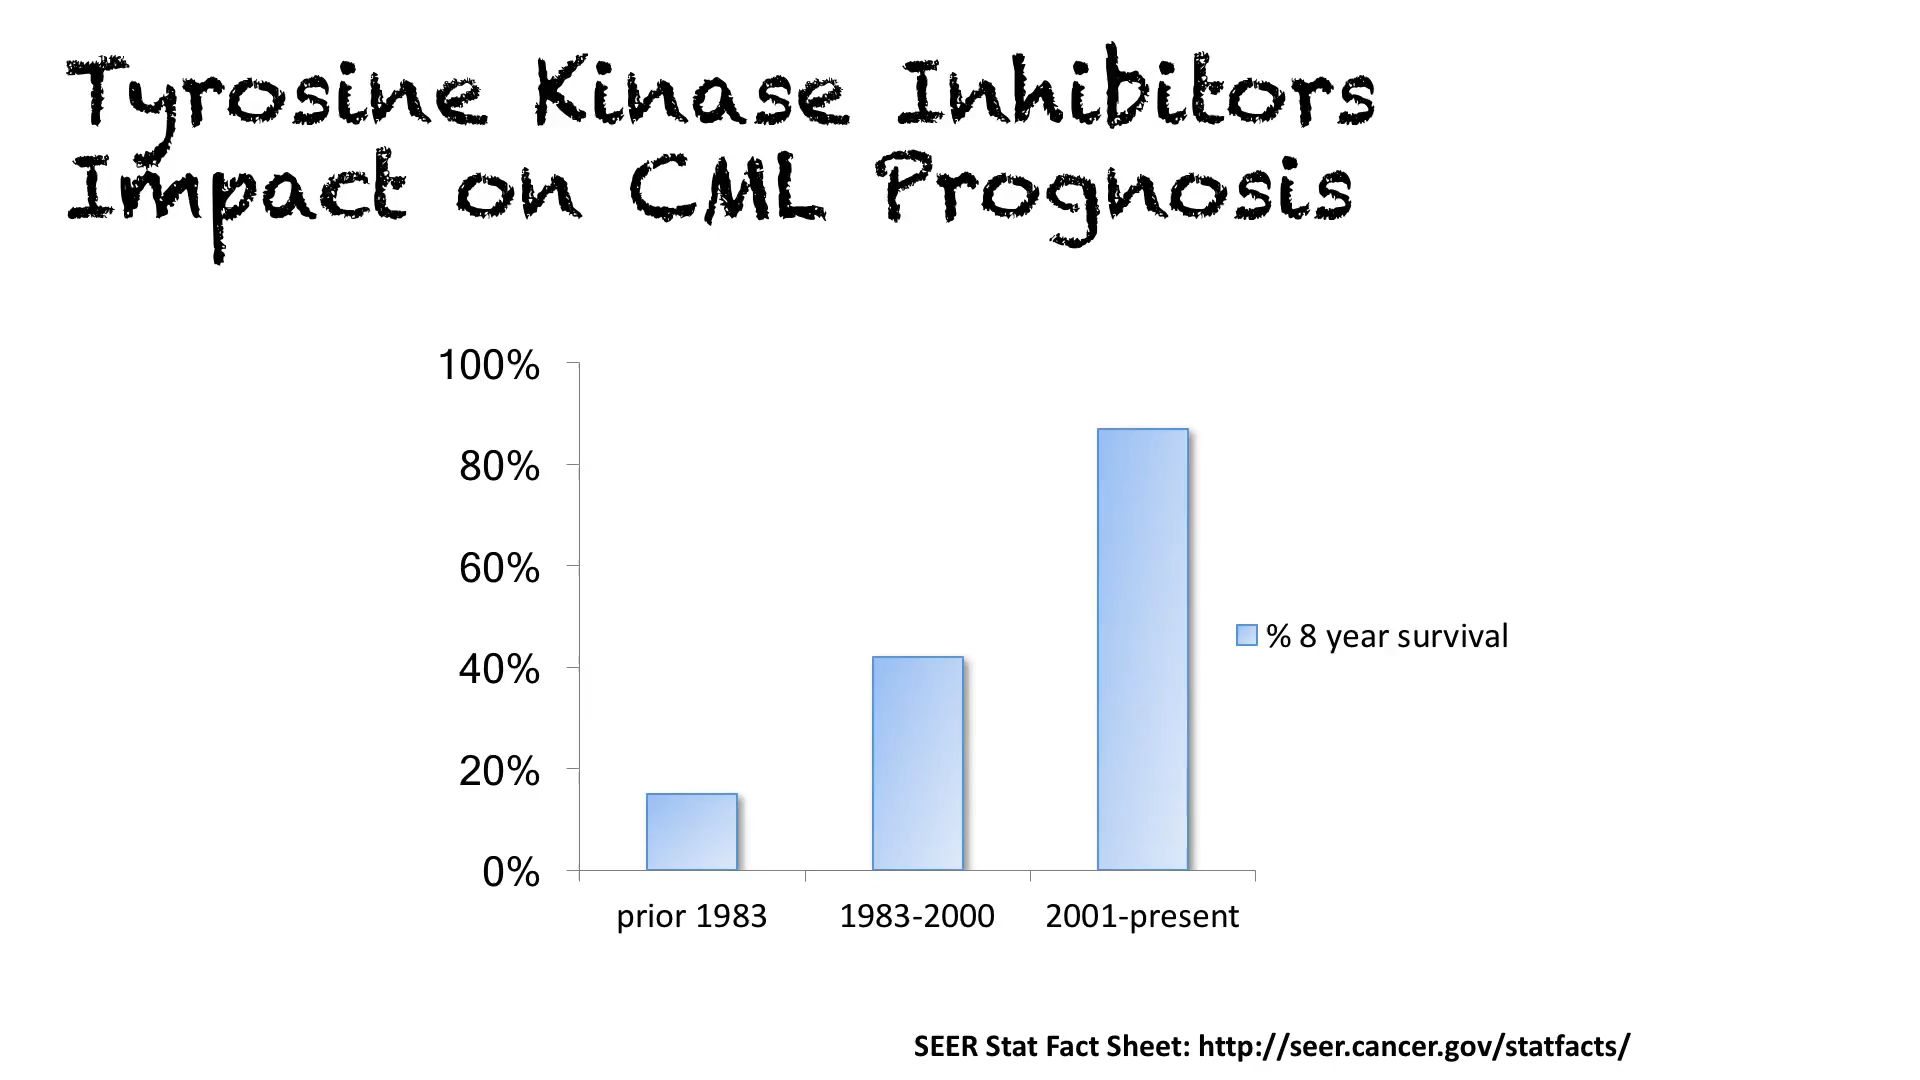 Tyrosine Kinase Inhibitors
Impact on CML Prognosis
100%
80%
60%
40%
20%
0%
prior 1983
1983-2000
2001-present
% 8 year survival
SEER Stat Fact Sheet: http://seer.cancer.gov/statfacts/